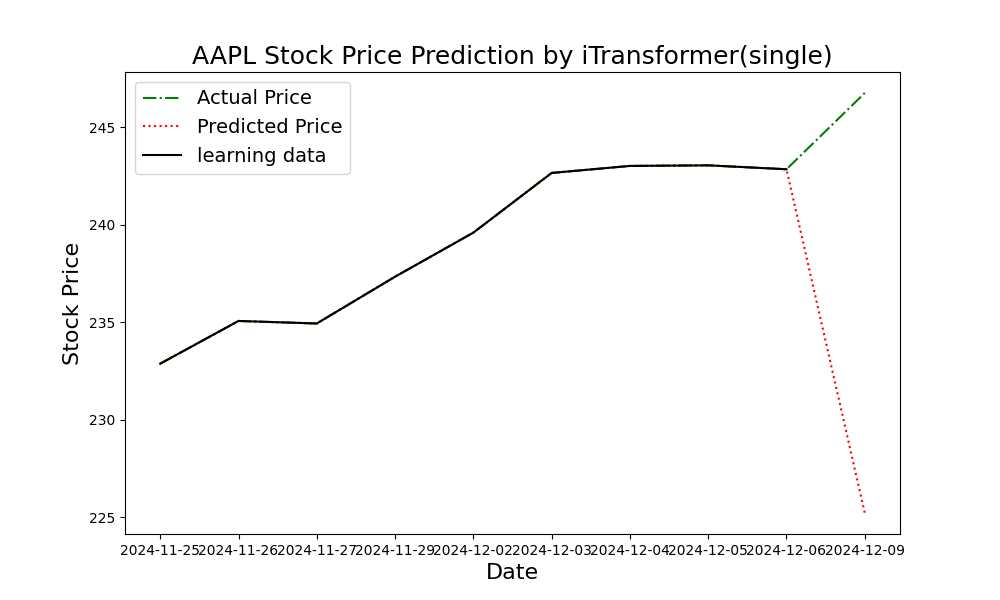 AAPL Stock Price Prediction by iTransformer(single)
Actual Price
Predicted Price
learning data
245
240
235
230
225
Stock Price
2024-11-25 2024-11-26 2024-11-27 2024-11-29 2024-12-02 2024-12-03 2024-12-04 2024-12-05 2024-12-06 2024-12-09
Date